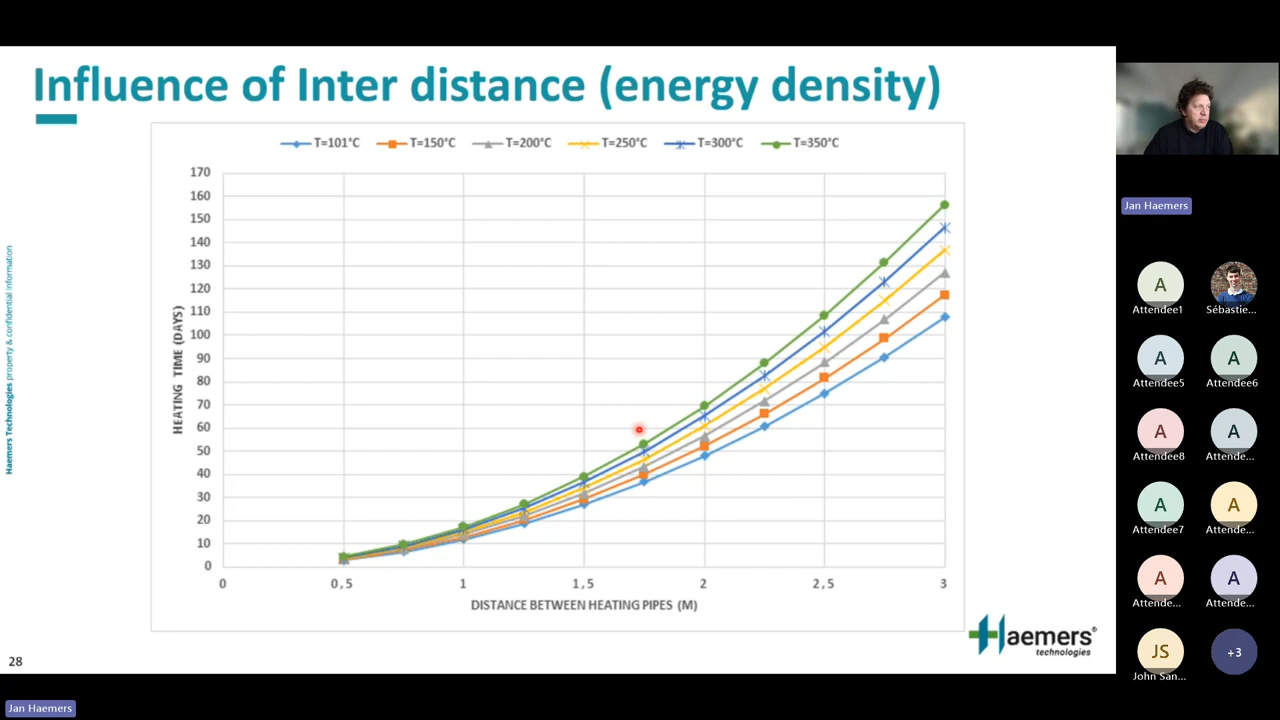 Influence of Inter distance (energy density)
T=101°C T=150°C T=200°C T=250°C T=300°C T=350°C
170
160
150
140
130
120
110
100
90
80
70
60
50
40
30
20
10
0
HEATING TIME (DAYS)
0 0,5 1 1,5 2 2,5 3
DISTANCE BETWEEN HEATING PIPES (M)
Haemers Technologies property & confidential information
Haemers®
technologies
28
Jan Haemers
Jan Haemers
A
Attendee1 Sébastie...
A A
Attendee5 Attendee6
A A
Attendee8 Attende...
A A
Attendee7 Attende...
A A
Attende... Attende...
JS +3
John San...